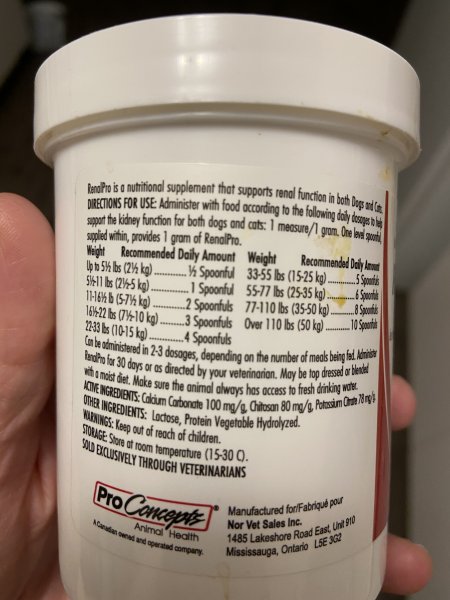 RenalPro is a nutritional supplement that supports renal function in both Dogs and Cats.
DIRECTIONS FOR USE: Administer with food according to the following daily dosages to help
support the kidney function for both dogs and cats: 1 measure/1 gram. One level spoonful,
supplied within, provides 1 gram of RenalPro.
Weight Recommended Daily Amount
Up to 5½ lbs (2½ kg) ..........½ Spoonful
5½-11 lbs (2½-5 kg) ..........1 Spoonful
11-16½ lbs (5-7½ kg) ..........2 Spoonfuls
16½-22 lbs (7½-10 kg) ..........3 Spoonfuls
22-33 lbs (10-15 kg) ..........4 Spoonfuls
Weight Recommended Daily Amount
33-55 lbs (15-25 kg) ..........5 Spoonfuls
55-77 lbs (25-35 kg) ..........6 Spoonfuls
77-110 lbs (35-50 kg) ..........8 Spoonfuls
Over 110 lbs (50 kg) ..........10 Spoonfuls
Can be administered in 2-3 dosages, depending on the number of meals being fed. Administer
RenalPro for 30 days or as directed by your veterinarian. May be top dressed or blended
with a moist diet. Make sure the animal always has access to fresh drinking water.
ACTIVE INGREDIENTS: Calcium Carbonate 100 mg/g, Chitosan 80 mg/g, Potassium Citrate 78 mg/g.
OTHER INGREDIENTS: Lactose, Protein Vegetable Hydrolyzed.
WARNINGS: Keep out of reach of children.
STORAGE: Store at room temperature (15-30 C).
SOLD EXCLUSIVELY THROUGH VETERINARIANS
Pro Concepts®
Animal Health
A Canadian owned and operated company.
Manufactured for/Fabriqué pour
Nor Vet Sales Inc.
1485 Lakeshore Road East, Unit 910
Mississauga, Ontario L5E 3G2